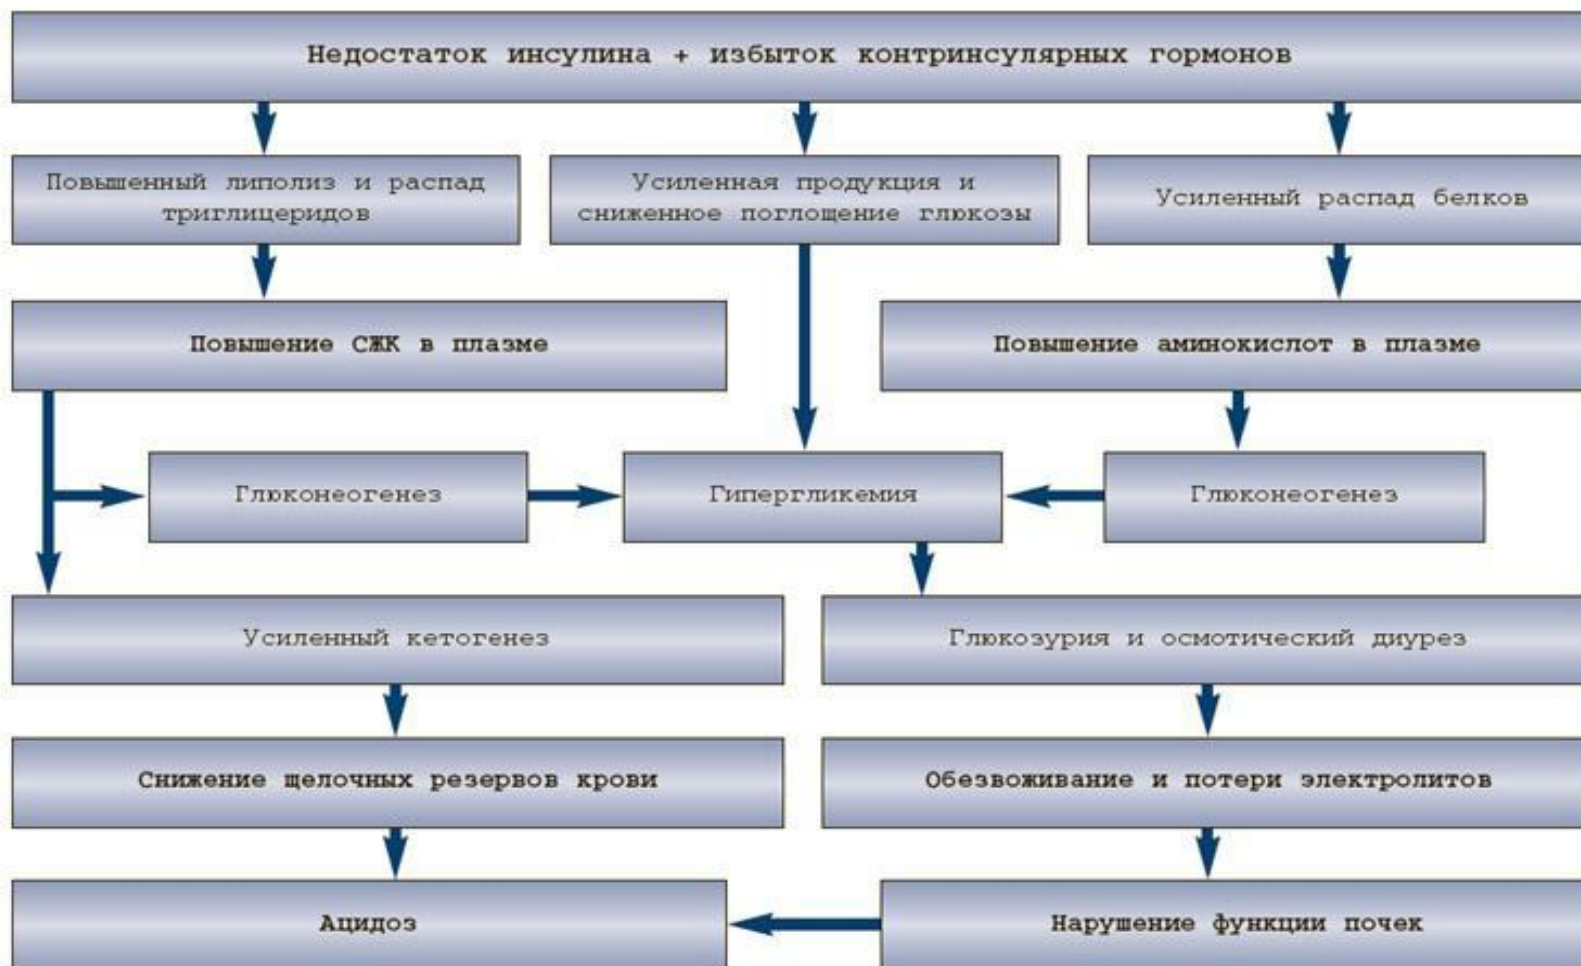 Недостаток инсулина + избыток контринсулярных гормонов
Повышенный липолиз и распад
триглицеридов
Усиленная продукция и
сниженное поглощение глюкозы
Усиленный распад белков
Повышение СЖК в плазме
Повышение аминокислот в плазме
Глюконеогенез
Гипергликемия
Глюконеогенез
Усиленный кетогенез
Глюкозурия и осмотический диурез
Снижение щелочных резервов крови
Обезвоживание и потери электролитов
Ацидоз
Нарушение функции почек